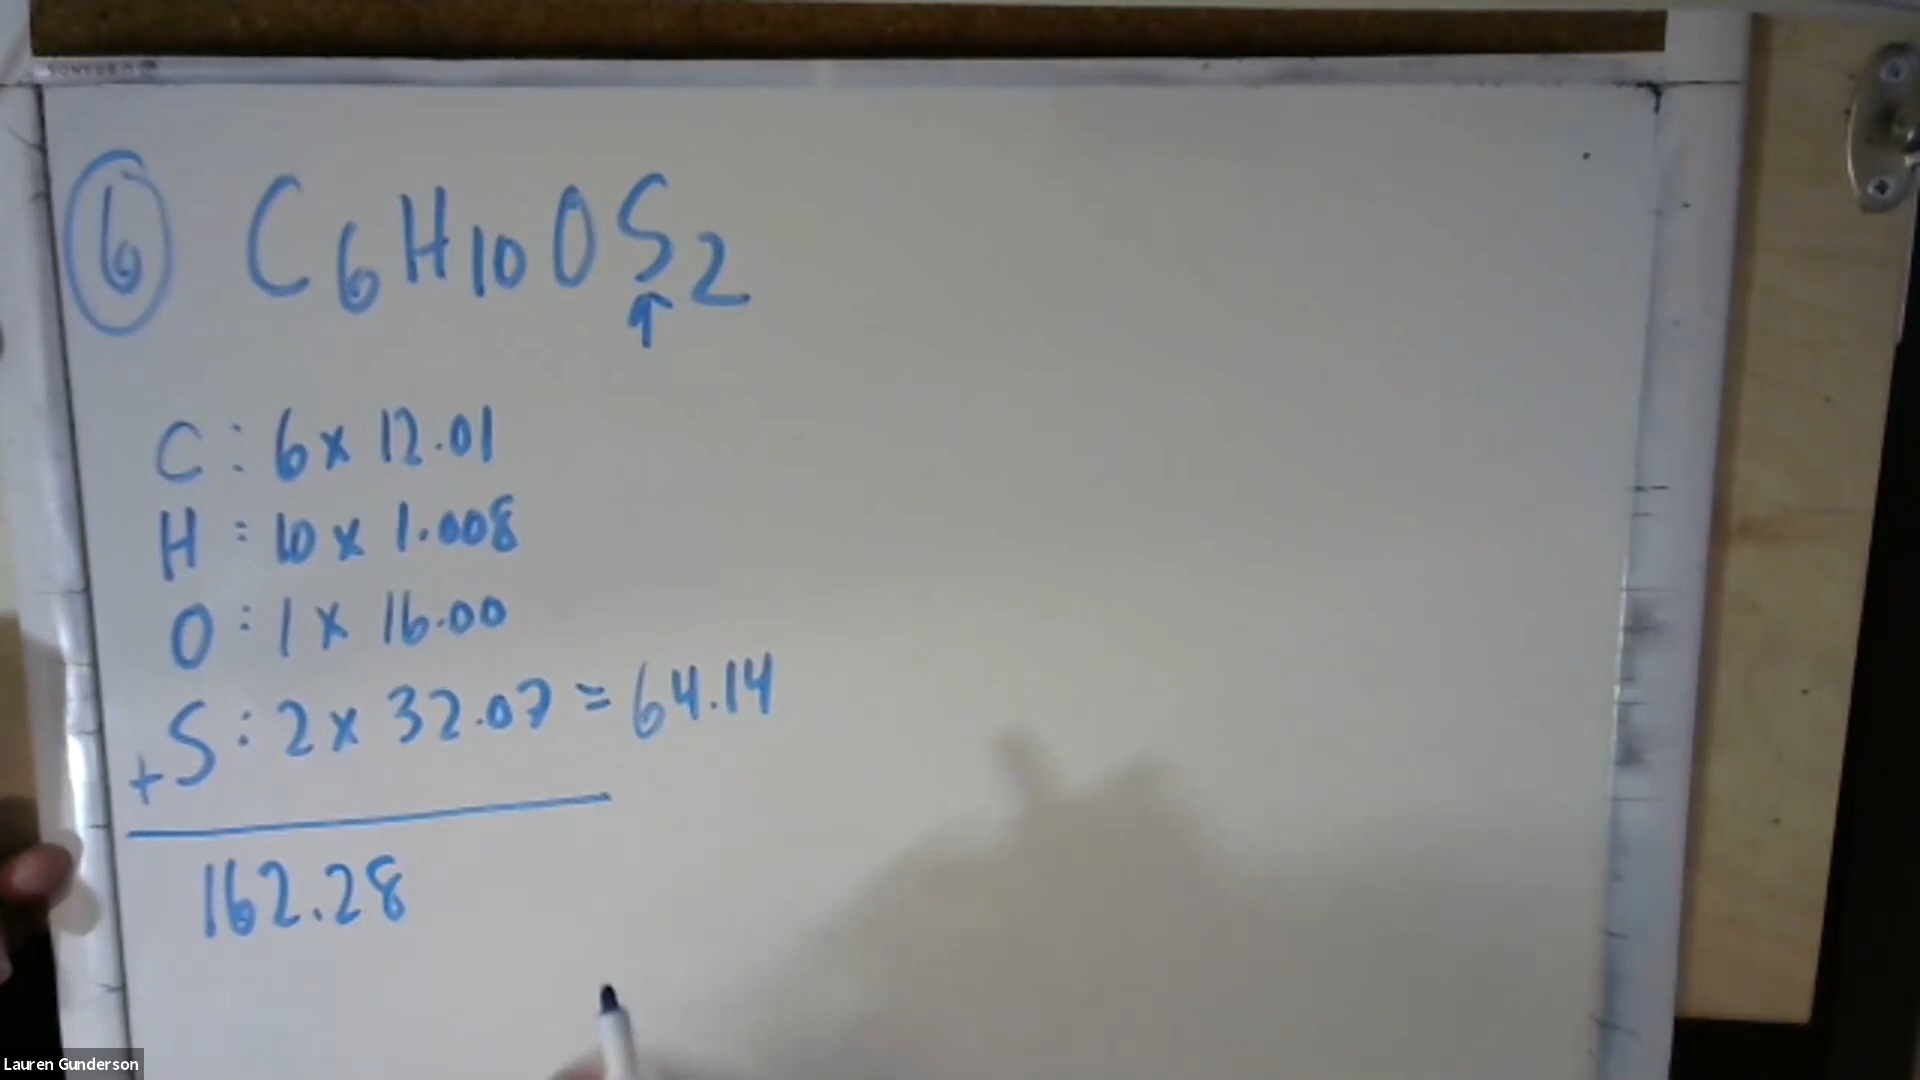 6 C6H10OS2
C: 6 x 12.01
H: 10 x 1.008
O: 1 x 16.00
+ S: 2 x 32.07 = 64.14
162.28
Lauren Gunderson